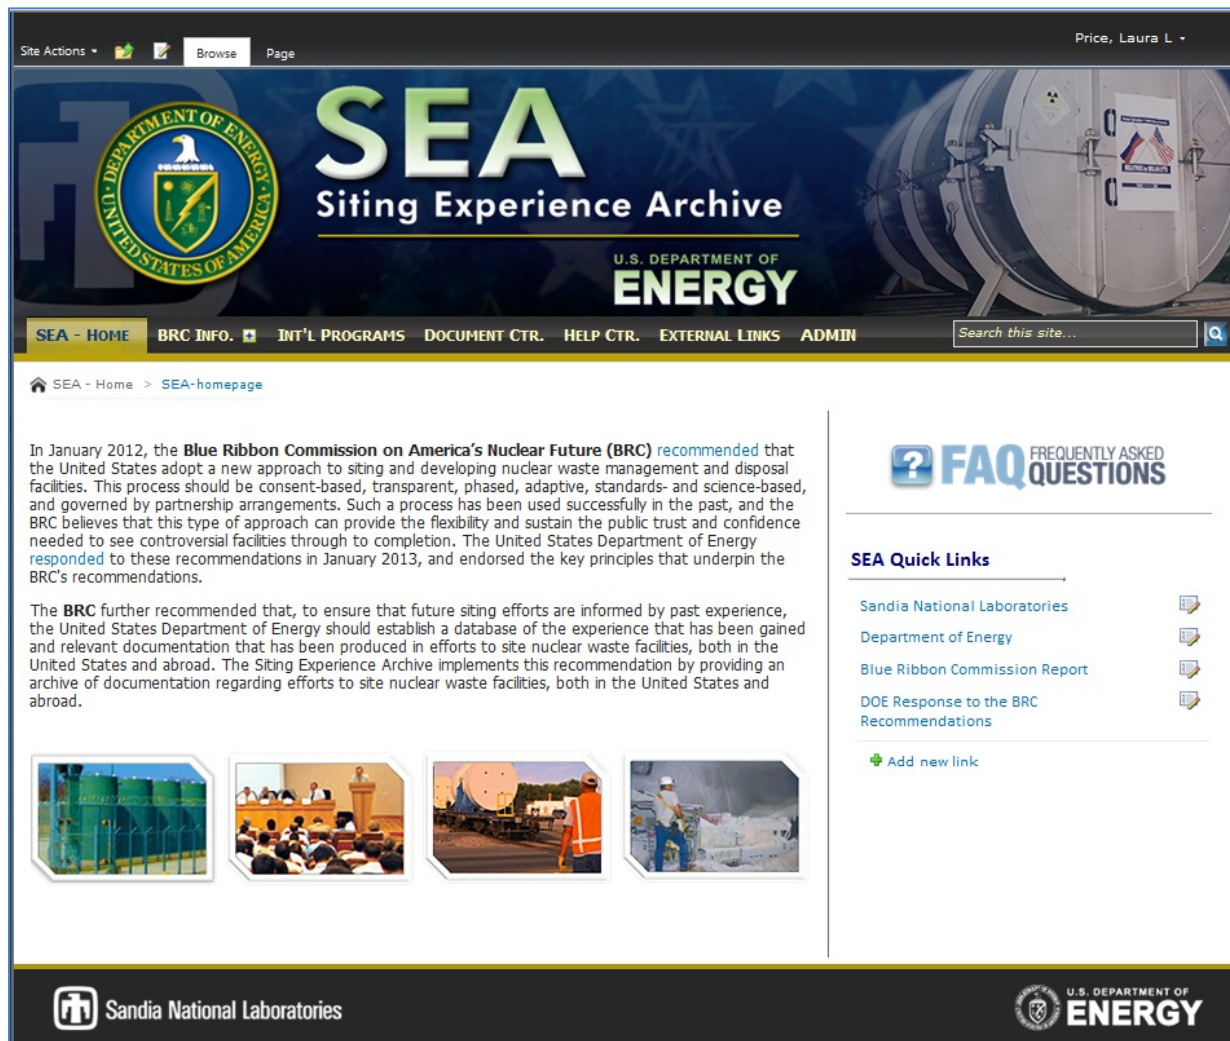 Price, Laura L
Site Actions
Browse
Page
DEPARTMENT OF ENERGY
UNITED STATES OF AMERICA
SEA
Siting Experience Archive
U.S. DEPARTMENT OF
ENERGY
SEA - HOME BRC INFO. INT'L PROGRAMS DOCUMENT CTR. HELP CTR. EXTERNAL LINKS ADMIN Search this site...
SEA - Home > SEA-homepage
In January 2012, the Blue Ribbon Commission on America's Nuclear Future (BRC) recommended that
the United States adopt a new approach to siting and developing nuclear waste management and disposal
facilities. This process should be consent-based, transparent, phased, adaptive, standards- and science-based,
and governed by partnership arrangements. Such a process has been used successfully in the past, and the
BRC believes that this type of approach can provide the flexibility and sustain the public trust and confidence
needed to see controversial facilities through to completion. The United States Department of Energy
responded to these recommendations in January 2013, and endorsed the key principles that underpin the
BRC's recommendations.
The BRC further recommended that, to ensure that future siting efforts are informed by past experience,
the United States Department of Energy should establish a database of the experience that has been gained
and relevant documentation that has been produced in efforts to site nuclear waste facilities, both in the
United States and abroad. The Siting Experience Archive implements this recommendation by providing an
archive of documentation regarding efforts to site nuclear waste facilities, both in the United States and
abroad.
? FAQ FREQUENTLY ASKED
QUESTIONS
SEA Quick Links
Sandia National Laboratories
Department of Energy
Blue Ribbon Commission Report
DOE Response to the BRC
Recommendations
Add new link
Sandia National Laboratories
U.S. DEPARTMENT OF
ENERGY